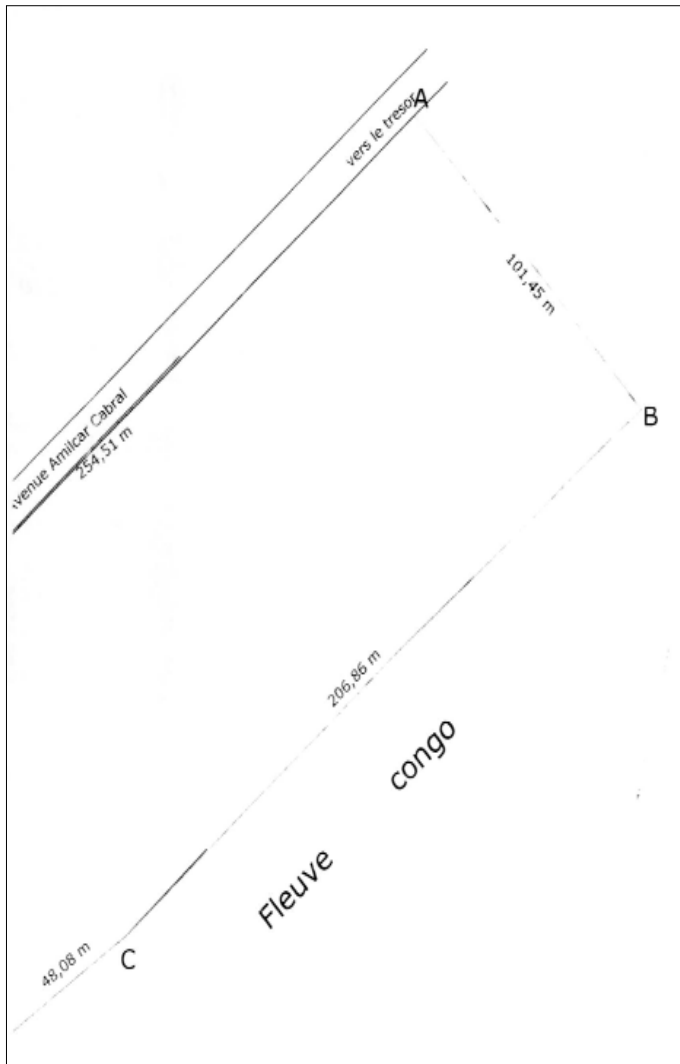 A
vers le tresor
101,45 m
B
venue Amilcar Cabral
254,51 m
206,86 m
congo
Fleuve
C
48,08 m